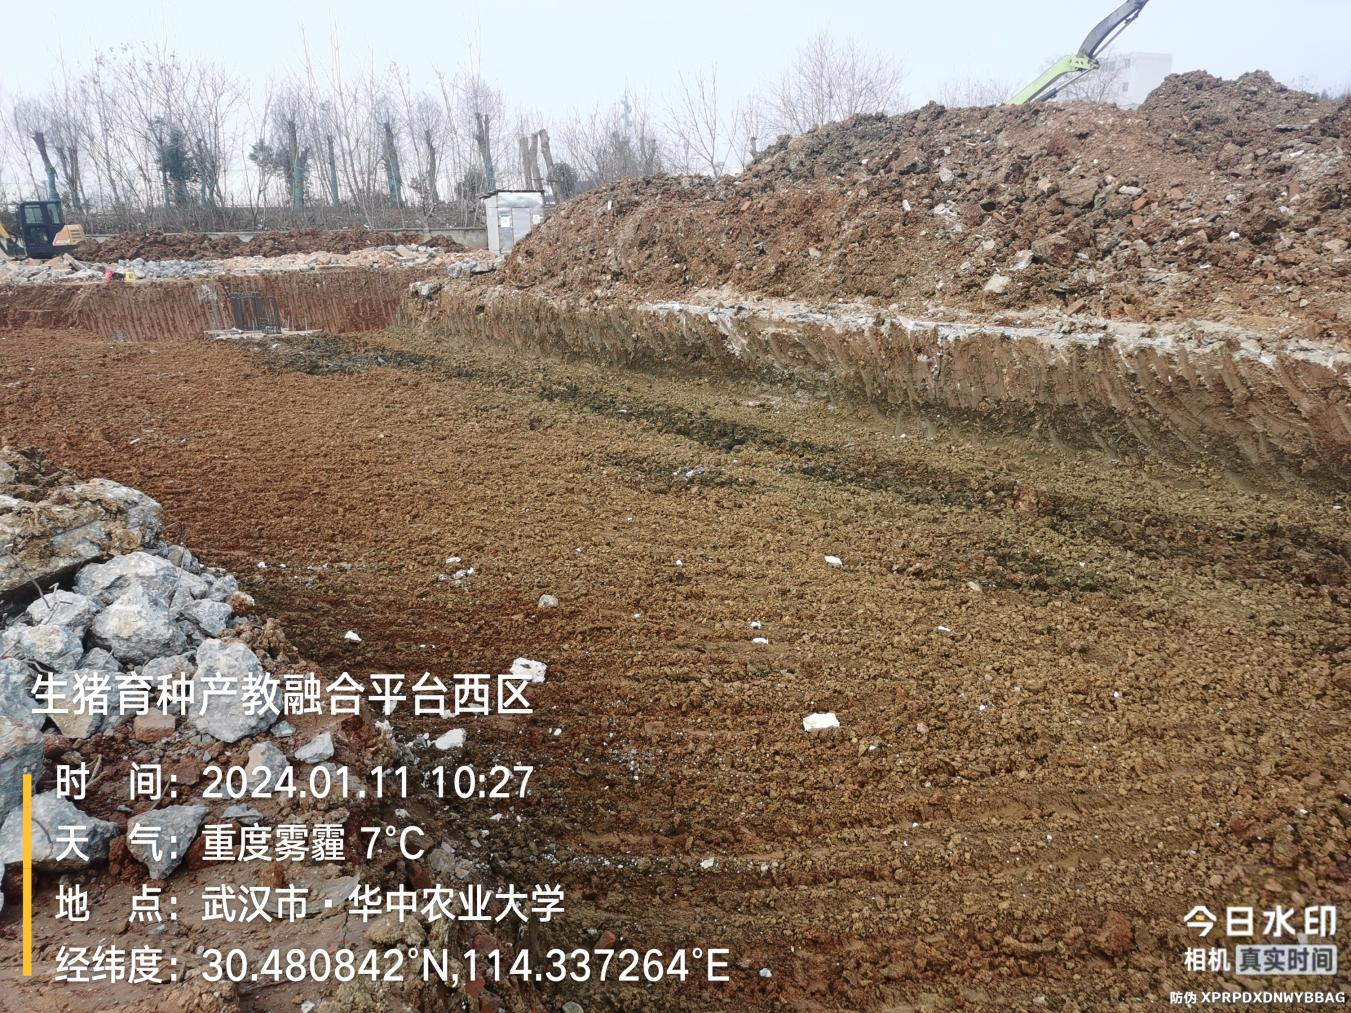 生猪育种产教融合平台西区
时 间：2024.01.11 10:27
天 气：重度雾霾 7°C
地 点：武汉市·华中农业大学
经纬度：30.480842°N,114.337264°E
今日水印
相机 真实时间
防伪 XPRPDXDNWYBBAG